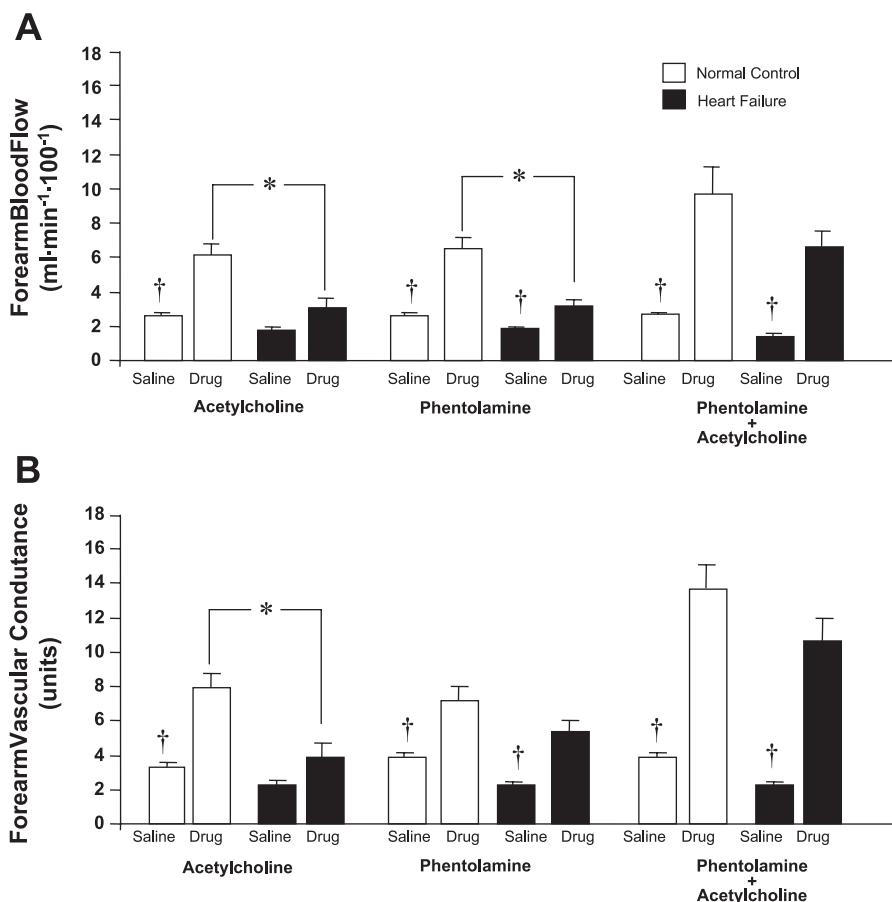 A
ForearmBloodFlow
(ml·min⁻¹·100⁻¹)
18
16
14
12
10
8
6
4
2
0
Normal Control
Heart Failure
*
*
†
†
†
†
†
Saline Drug Saline Drug Saline Drug Saline Drug Saline Drug Saline Drug
Acetylcholine
Phentolamine
Phentolamine
+
Acetylcholine
B
ForearmVascular Condutance
(units)
18
16
14
12
10
8
6
4
2
0
*
†
†
†
†
†
Saline Drug Saline Drug Saline Drug Saline Drug Saline Drug Saline Drug
Acetylcholine
Phentolamine
Phentolamine
+
Acetylcholine